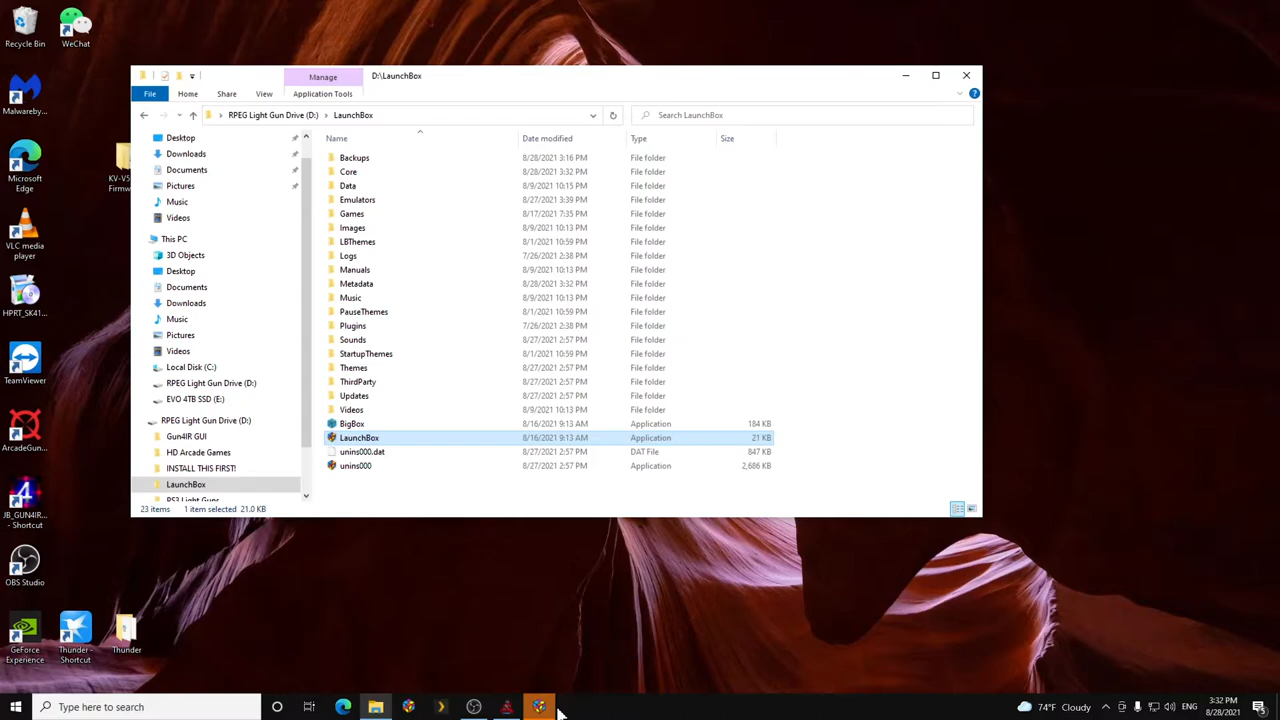 Recycle Bin
WeChat
Malwareby...
Microsoft
Edge
VLC media
player
HPRT_SK41...
TeamViewer
ArcadeGun...
JB_GUN4IR...
- Shortcut
OBS Studio
GeForce
Experience
Thunder -
Shortcut
Thunder
KV-V5
Firmw
Manage
D:\LaunchBox
File
Home
Share
View
Application Tools
RPEG Light Gun Drive (D:)
LaunchBox
Search LaunchBox
Desktop
Downloads
Documents
Pictures
Music
Videos
This PC
3D Objects
Desktop
Documents
Downloads
Music
Pictures
Videos
Local Disk (C:)
RPEG Light Gun Drive (D:)
EVO 4TB SSD (E:)
RPEG Light Gun Drive (D:)
Gun4IR GUI
HD Arcade Games
INSTALL THIS FIRST!
LaunchBox
PS3 Light Guns
Name Date modified Type Size
Backups 8/28/2021 3:16 PM File folder
Core 8/28/2021 3:32 PM File folder
Data 8/9/2021 10:15 PM File folder
Emulators 8/27/2021 3:39 PM File folder
Games 8/17/2021 7:35 PM File folder
Images 8/9/2021 10:13 PM File folder
LBThemes 8/1/2021 10:59 PM File folder
Logs 7/26/2021 2:38 PM File folder
Manuals 8/9/2021 10:13 PM File folder
Metadata 8/28/2021 3:32 PM File folder
Music 8/9/2021 10:13 PM File folder
PauseThemes 8/1/2021 10:59 PM File folder
Plugins 7/26/2021 2:38 PM File folder
Sounds 8/27/2021 2:57 PM File folder
StartupThemes 8/1/2021 10:59 PM File folder
Themes 8/27/2021 2:57 PM File folder
ThirdParty 8/27/2021 2:57 PM File folder
Updates 8/27/2021 2:57 PM File folder
Videos 8/9/2021 10:13 PM File folder
BigBox 8/16/2021 9:13 AM Application 184 KB
LaunchBox 8/16/2021 9:13 AM Application 21 KB
unins000.dat 8/27/2021 2:57 PM DAT File 847 KB
unins000 8/27/2021 2:57 PM Application 2,686 KB
23 items 1 item selected 21.0 KB
Type here to search
74°F Cloudy
ENG
3:32 PM
8/28/2021